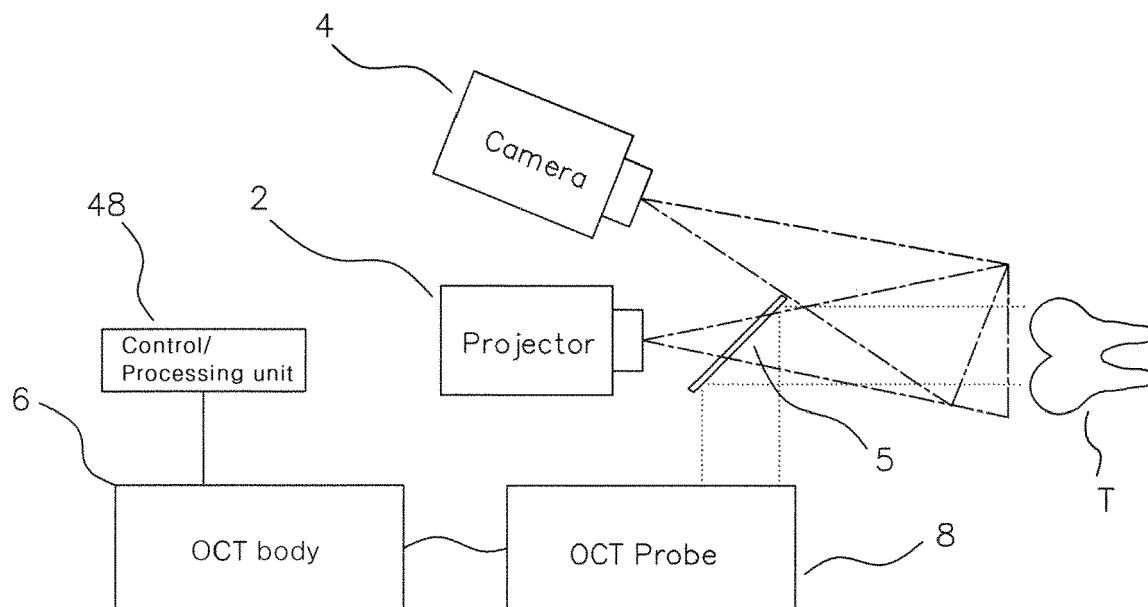 4
Camera
48
2
Control/
Processing unit
Projector
6
5
T
OCT body
OCT Probe
8